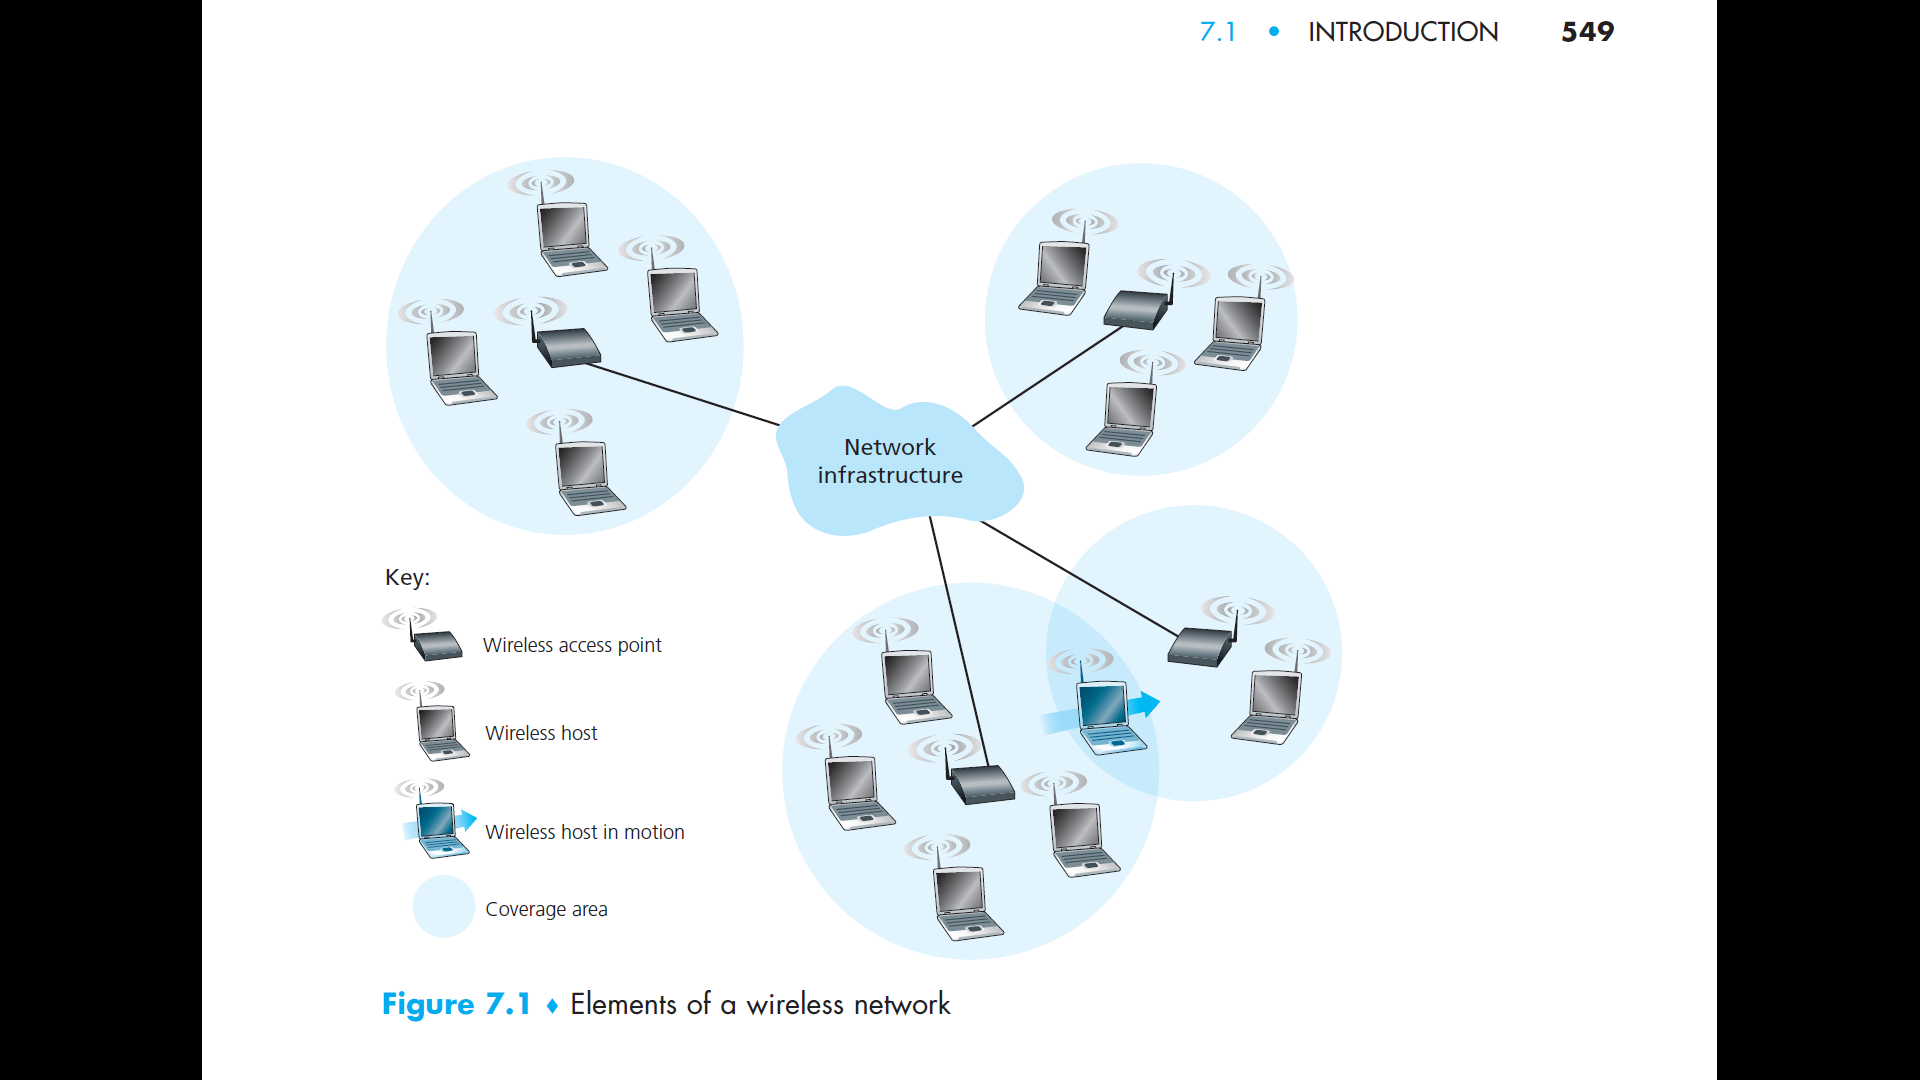 7.1 • INTRODUCTION 549
Network
infrastructure
Key:
Wireless access point
Wireless host
Wireless host in motion
Coverage area
Figure 7.1 ♦ Elements of a wireless network